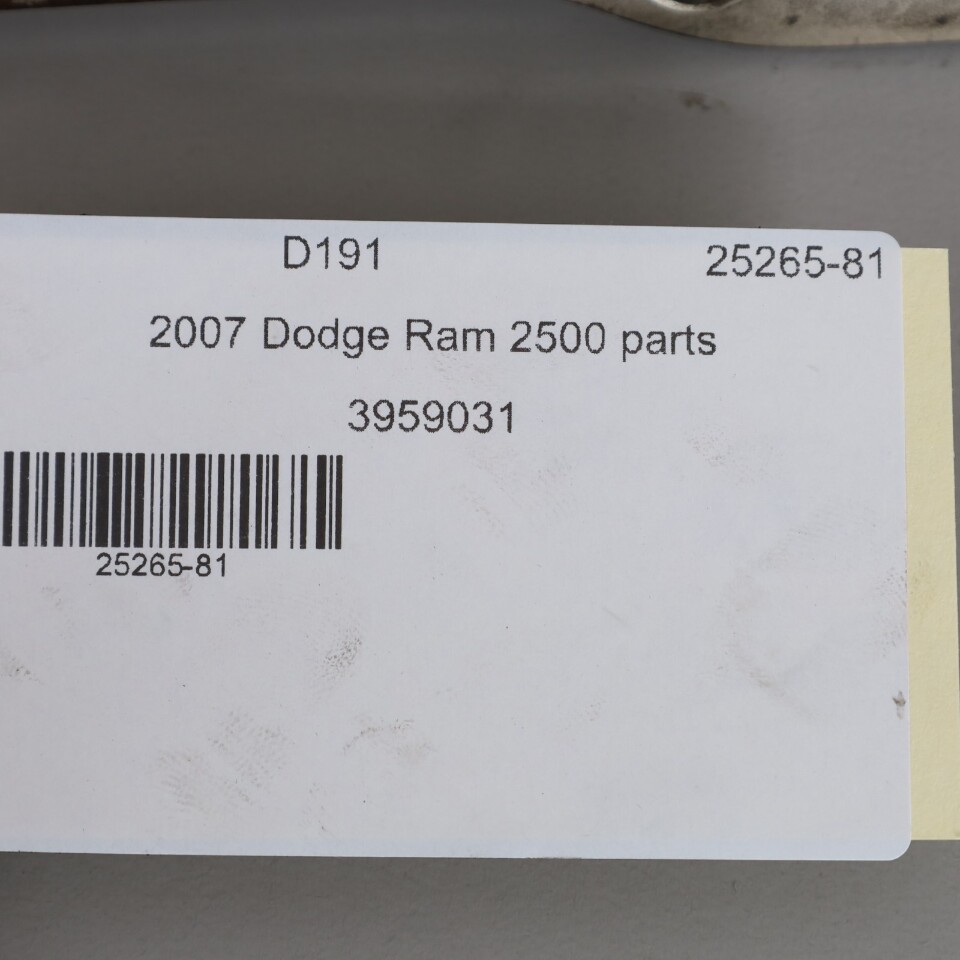 D191 25265-81
2007 Dodge Ram 2500 parts
3959031
25265-81